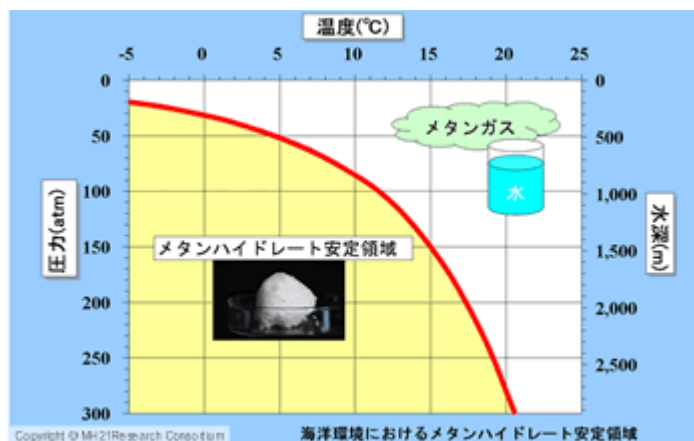 温度(℃)
-5 0 5 10 15 20 25
圧力(atm)
0
50
100
150
200
250
300
水深(m)
0
500
1,000
1,500
2,000
2,500
メタンガス
水
メタンハイドレート安定領域
Copyright © MH21Research Consortium
海洋環境におけるメタンハイドレート安定領域